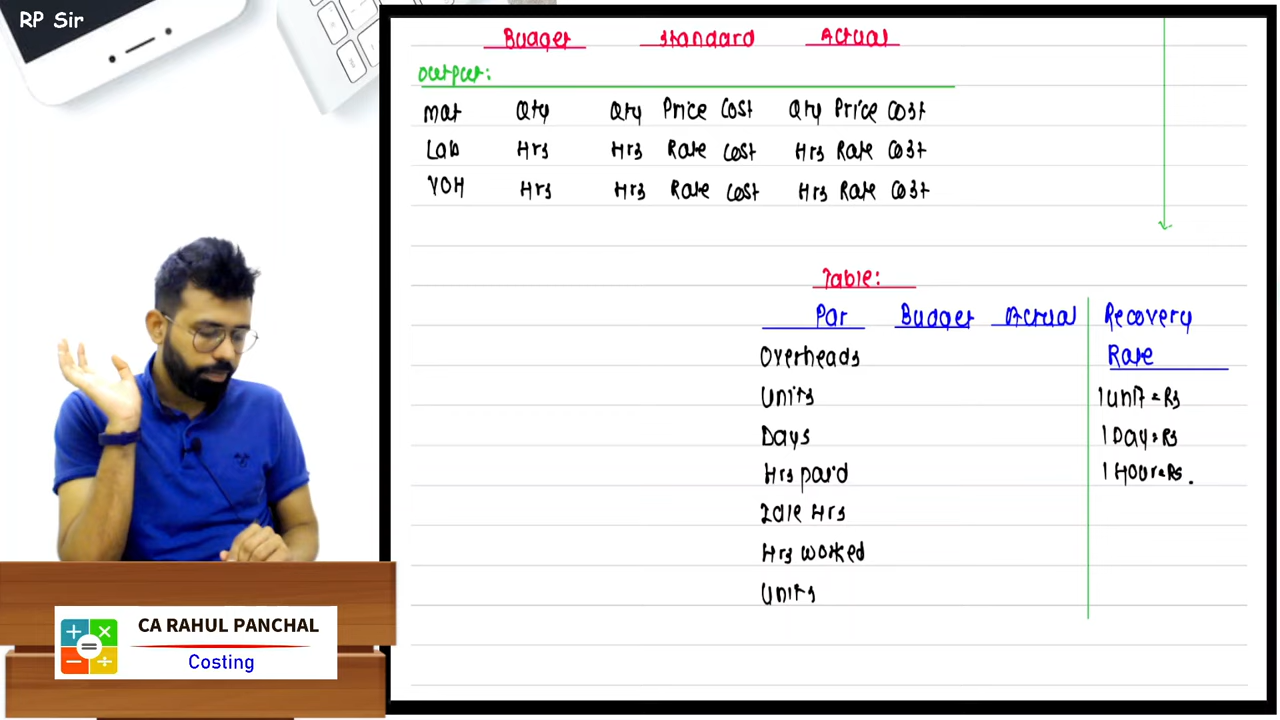 RP Sir
Budget Standard Actual
Output:
mat Qty Qty Price Cost Qty Price Cost
Lab Hrs Hrs Rate Cost Hrs Rate Cost
VOH Hrs Hrs Rate Cost Hrs Rate Cost
Table:
Par Budget Actual Recovery
Overheads Rate
Units 1 Unit = Rs
Days 1 Day = Rs
Hrs paid 1 Hour = Rs.
Idle Hrs
Hrs worked
Units
CA RAHUL PANCHAL
Costing